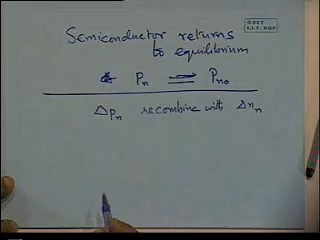 Semiconductor returns
to equilibrium
Pn ⇌ Pno
Δpn recombine with Δnn